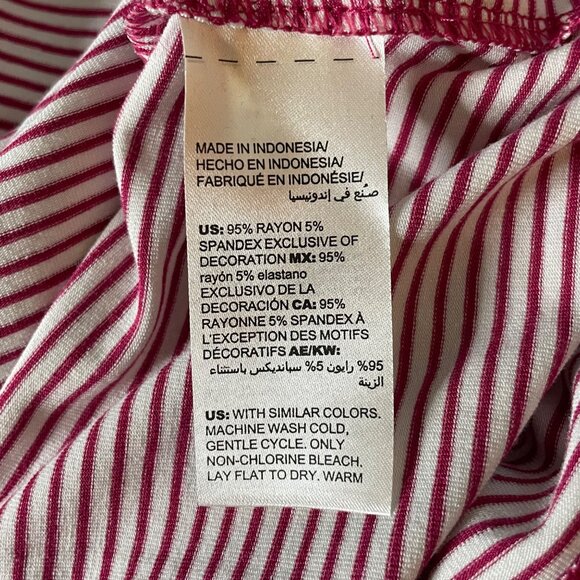 MADE IN INDONESIA/
HECHO EN INDONESIA/
FABRIQUÉ EN INDONÉSIE/
صنع في إندونيسيا
US: 95% RAYON 5%
SPANDEX EXCLUSIVE OF
DECORATION MX: 95%
rayón 5% elastano
EXCLUSIVO DE LA
DECORACIÓN CA: 95%
RAYONNE 5% SPANDEX À
L'EXCEPTION DES MOTIFS
DÉCORATIFS AE/KW:
95% رايون 5% سبانديكس باستثناء
الزينة
US: WITH SIMILAR COLORS.
MACHINE WASH COLD,
GENTLE CYCLE. ONLY
NON-CHLORINE BLEACH.
LAY FLAT TO DRY. WARM